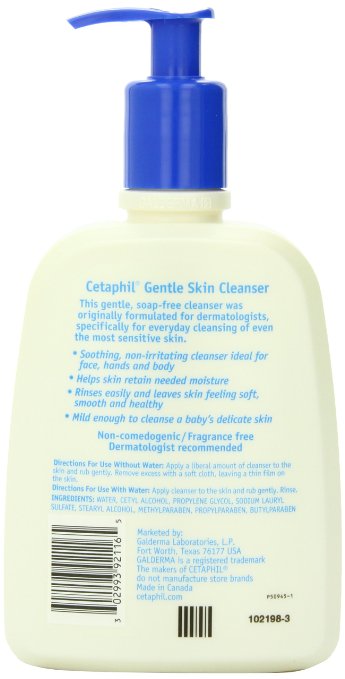 Cetaphil® Gentle Skin Cleanser
This gentle, soap-free cleanser was
originally formulated for dermatologists,
specifically for everyday cleansing of even
the most sensitive skin.
• Soothing, non-irritating cleanser ideal for
face, hands and body
• Helps skin retain needed moisture
• Rinses easily and leaves skin feeling soft,
smooth and healthy
• Mild enough to cleanse a baby's delicate skin
Non-comedogenic/Fragrance free
Dermatologist recommended
Directions For Use Without Water: Apply a liberal amount of cleanser to the
skin and rub gently. Remove excess with a soft cloth, leaving a thin film on
the skin.
Directions For Use With Water: Apply cleanser to the skin and rub gently. Rinse.
INGREDIENTS: WATER, CETYL ALCOHOL, PROPYLENE GLYCOL, SODIUM LAURYL
SULFATE, STEARYL ALCOHOL, METHYLPARABEN, PROPYLPARABEN, BUTYLPARABEN
3 02993 92116 5
Marketed by:
Galderma Laboratories, L.P.
Fort Worth, Texas 76177 USA
GALDERMA is a registered trademark
The makers of CETAPHIL®
do not manufacture store brands
Made in Canada
cetaphil.com
P50965-1
102198-3